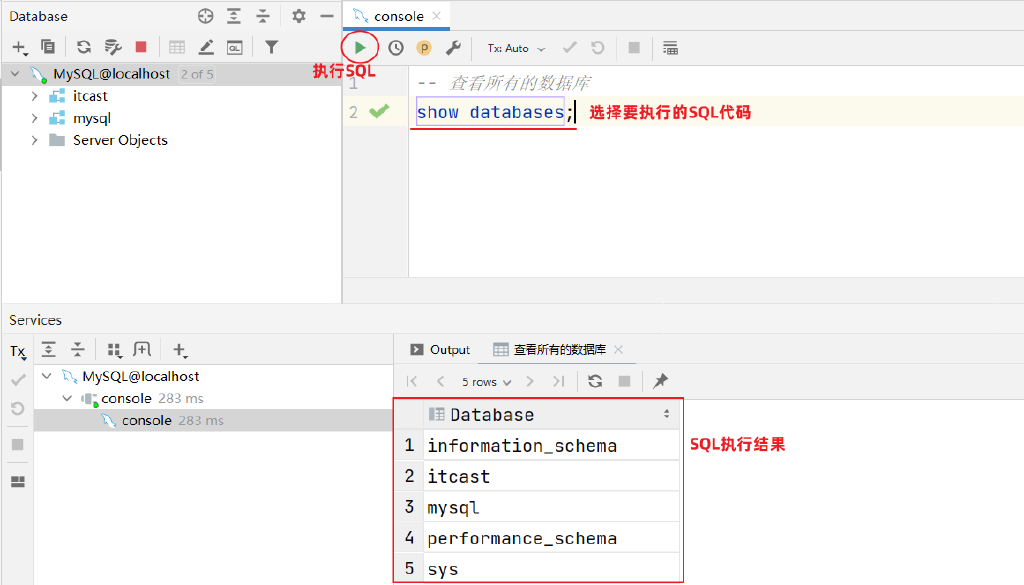 Database
console
Tx: Auto
执行SQL
MySQL@localhost 2 of 5
itcast
mysql
Server Objects
1 -- 查看所有的数据库
2 show databases; 选择要执行的SQL代码
Services
Tx
Output 查看所有的数据库
MySQL@localhost
5 rows
console 283 ms
console 283 ms
Database
1 information_schema
SQL执行结果
2 itcast
3 mysql
4 performance_schema
5 sys